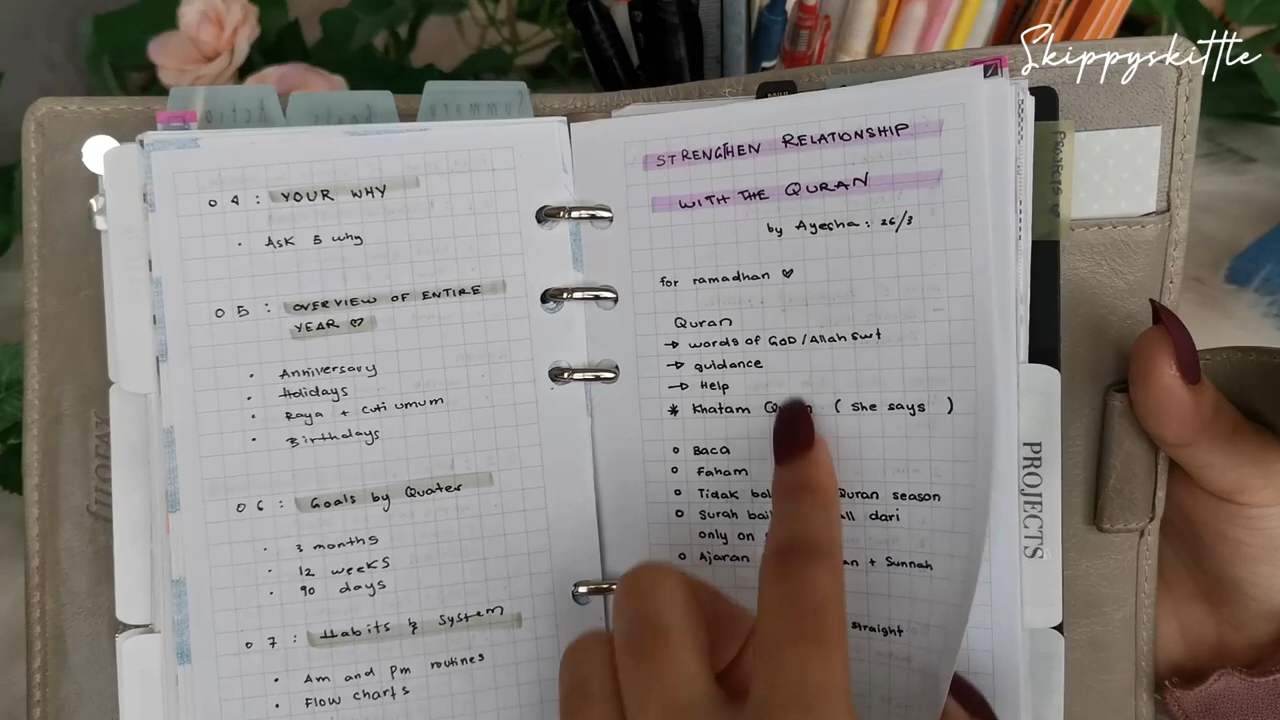 Skippyskittle
04 : YOUR WHY
• Ask 5 why
05 : OVERVIEW OF ENTIRE
YEAR ♡
• Anniversary
• Holidays
• Raya + cuti umum
• Birthdays
06 : Goals by Quater
• 3 months
• 12 weeks
• 90 days
07 : Habits & System
• Am and Pm routines
• Flow charts
STRENGTHEN RELATIONSHIP
WITH THE QURAN
by Ayesha : 26/3
for ramadhan ♡
Quran
→ words of GOD / Allah swt
→ guidance
→ Help
* Khatam ( she says )
○ Baca
○ Faham
○ Tidak Quran season
○ Surah dari
only on
○ Ajaran + Sunnah
straight
PROJECTS
PROJECTS